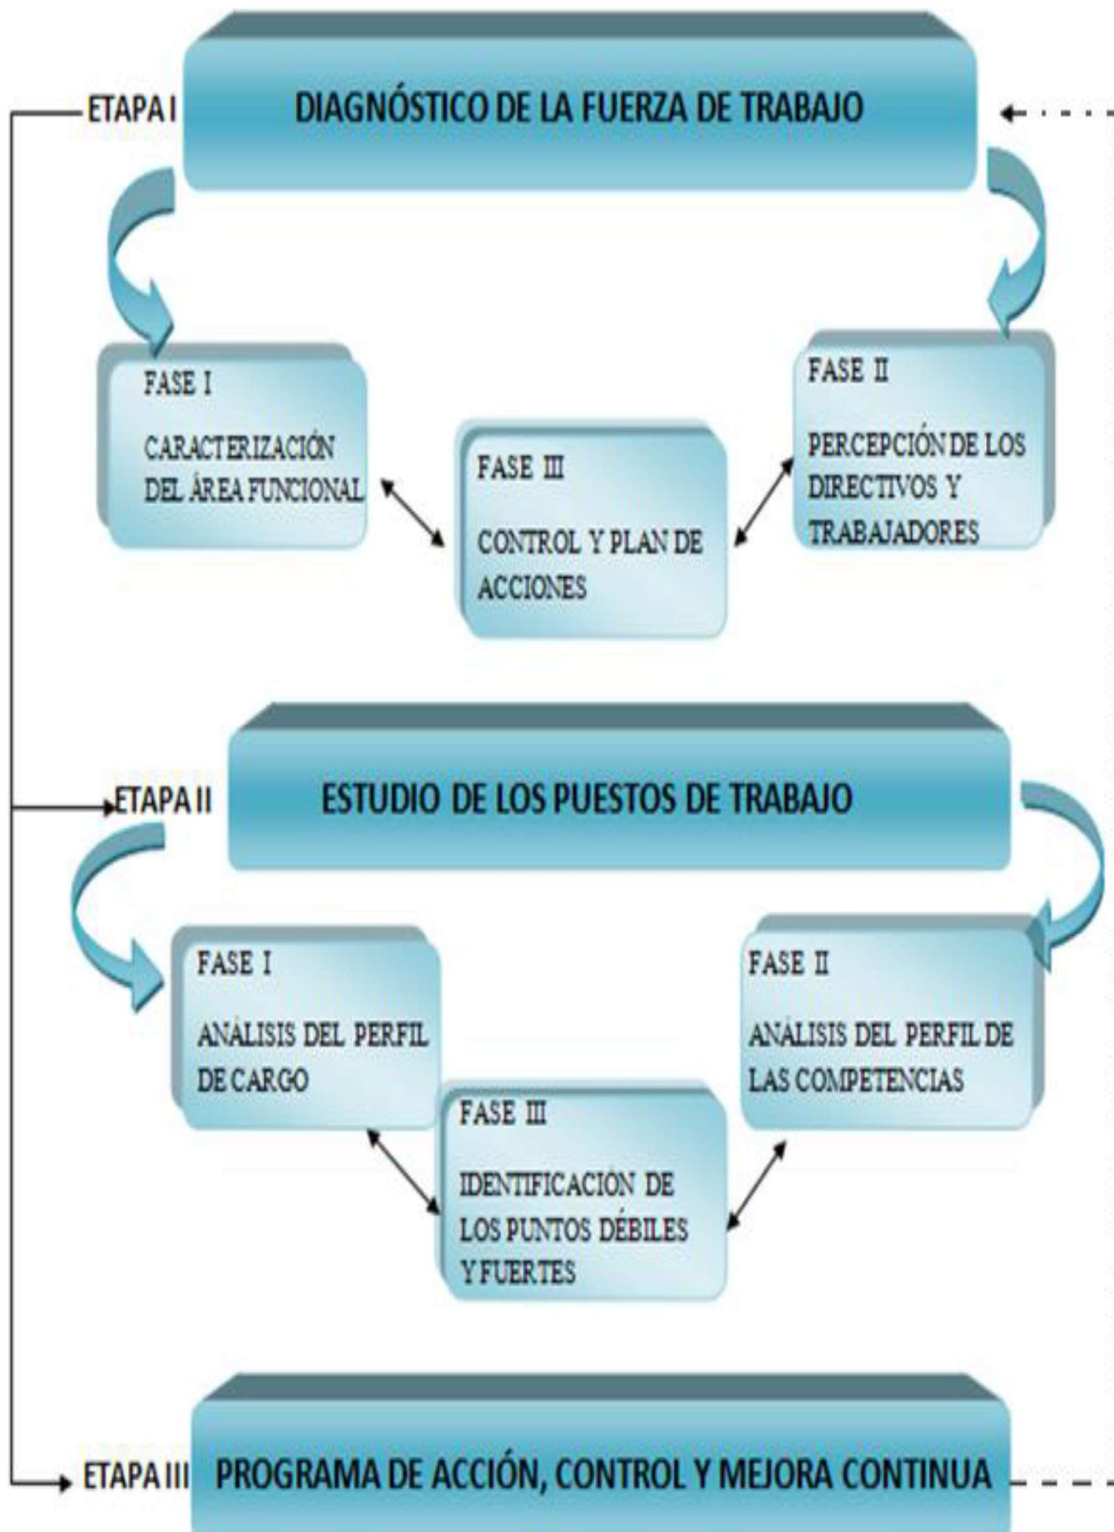 ETAPA I
DIAGNÓSTICO DE LA FUERZA DE TRABAJO
FASE I
CARACTERIZACIÓN
DEL ÁREA FUNCIONAL
FASE II
PERCEPCIÓN DE LOS
DIRECTIVOS Y
TRABAJADORES
FASE III
CONTROL Y PLAN DE
ACCIONES
ETAPA II
ESTUDIO DE LOS PUESTOS DE TRABAJO
FASE I
ANÁLISIS DEL PERFIL
DE CARGO
FASE II
ANÁLISIS DEL PERFIL DE
LAS COMPETENCIAS
FASE III
IDENTIFICACIÓN DE
LOS PUNTOS DÉBILES
Y FUERTES
ETAPA III
PROGRAMA DE ACCIÓN, CONTROL Y MEJORA CONTINUA